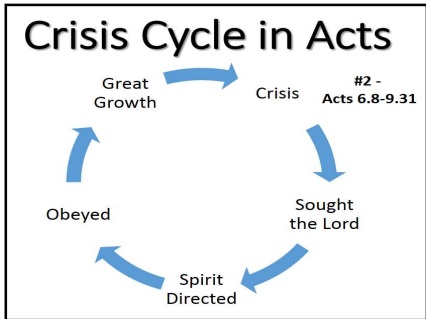 Crisis Cycle in Acts
Great
Growth
Crisis
#2 -
Acts 6.8-9.31
Sought
the Lord
Spirit
Directed
Obeyed